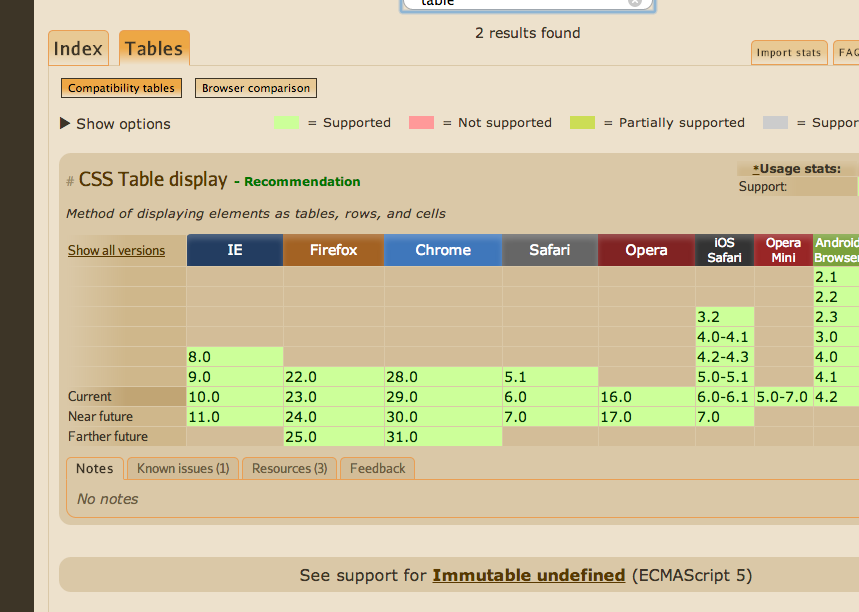 table
2 results found
Index Tables Import stats FAQ
Compatibility tables Browser comparison
▶ Show options = Supported = Not supported = Partially supported = Suppor
# CSS Table display - Recommendation
*Usage stats:
Support:
Method of displaying elements as tables, rows, and cells
Show all versions IE Firefox Chrome Safari Opera iOS Safari Opera Mini Android Browser
2.1
2.2
3.2 2.3
4.0-4.1 3.0
8.0 4.2-4.3 4.0
9.0 22.0 28.0 5.1 5.0-5.1 4.1
Current 10.0 23.0 29.0 6.0 16.0 6.0-6.1 5.0-7.0 4.2
Near future 11.0 24.0 30.0 7.0 17.0 7.0
Farther future 25.0 31.0
Notes Known issues (1) Resources (3) Feedback
No notes
See support for Immutable undefined (ECMAScript 5)